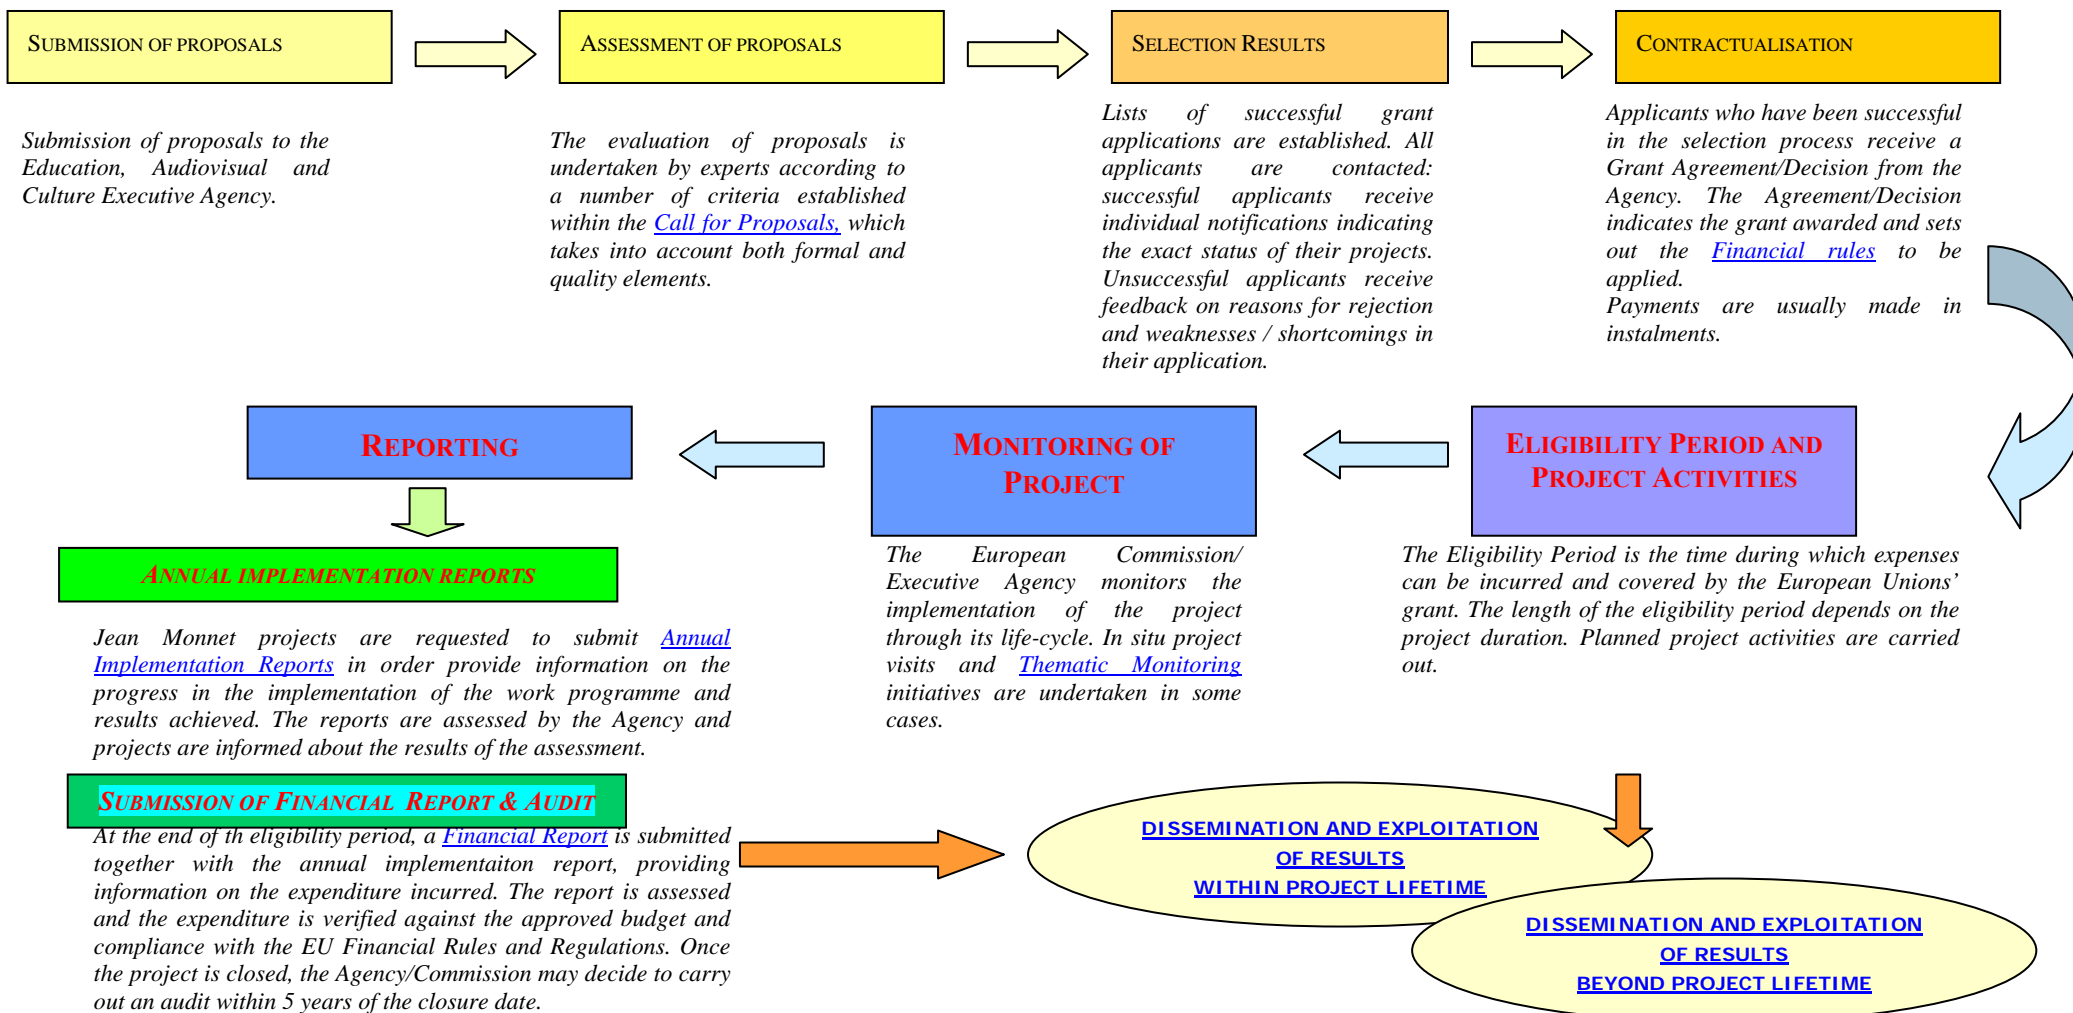 SUBMISSION OF PROPOSALS
Submission of proposals to the
Education, Audiovisual and
Culture Executive Agency.
ASSESSMENT OF PROPOSALS
The evaluation of proposals is
undertaken by experts according to
a number of criteria established
within the Call for Proposals, which
takes into account both formal and
quality elements.
SELECTION RESULTS
Lists of successful grant
applications are established. All
applicants are contacted:
successful applicants receive
individual notifications indicating
the exact status of their projects.
Unsuccessful applicants receive
feedback on reasons for rejection
and weaknesses / shortcomings in
their application.
CONTRACTUALISATION
Applicants who have been successful
in the selection process receive a
Grant Agreement/Decision from the
Agency. The Agreement/Decision
indicates the grant awarded and sets
out the Financial rules to be
applied.
Payments are usually made in
instalments.
ELIGIBILITY PERIOD AND
PROJECT ACTIVITIES
The Eligibility Period is the time during which expenses
can be incurred and covered by the European Unions’
grant. The length of the eligibility period depends on the
project duration. Planned project activities are carried
out.
MONITORING OF
PROJECT
The European Commission/
Executive Agency monitors the
implementation of the project
through its life-cycle. In situ project
visits and Thematic Monitoring
initiatives are undertaken in some
cases.
REPORTING
ANNUAL IMPLEMENTATION REPORTS
Jean Monnet projects are requested to submit Annual
Implementation Reports in order provide information on the
progress in the implementation of the work programme and
results achieved. The reports are assessed by the Agency and
projects are informed about the results of the assessment.
SUBMISSION OF FINANCIAL REPORT & AUDIT
At the end of th eligibility period, a Financial Report is submitted
together with the annual implementaiton report, providing
information on the expenditure incurred. The report is assessed
and the expenditure is verified against the approved budget and
compliance with the EU Financial Rules and Regulations. Once
the project is closed, the Agency/Commission may decide to carry
out an audit within 5 years of the closure date.
DISSEMINATION AND EXPLOITATION
OF RESULTS
WITHIN PROJECT LIFETIME
DISSEMINATION AND EXPLOITATION
OF RESULTS
BEYOND PROJECT LIFETIME